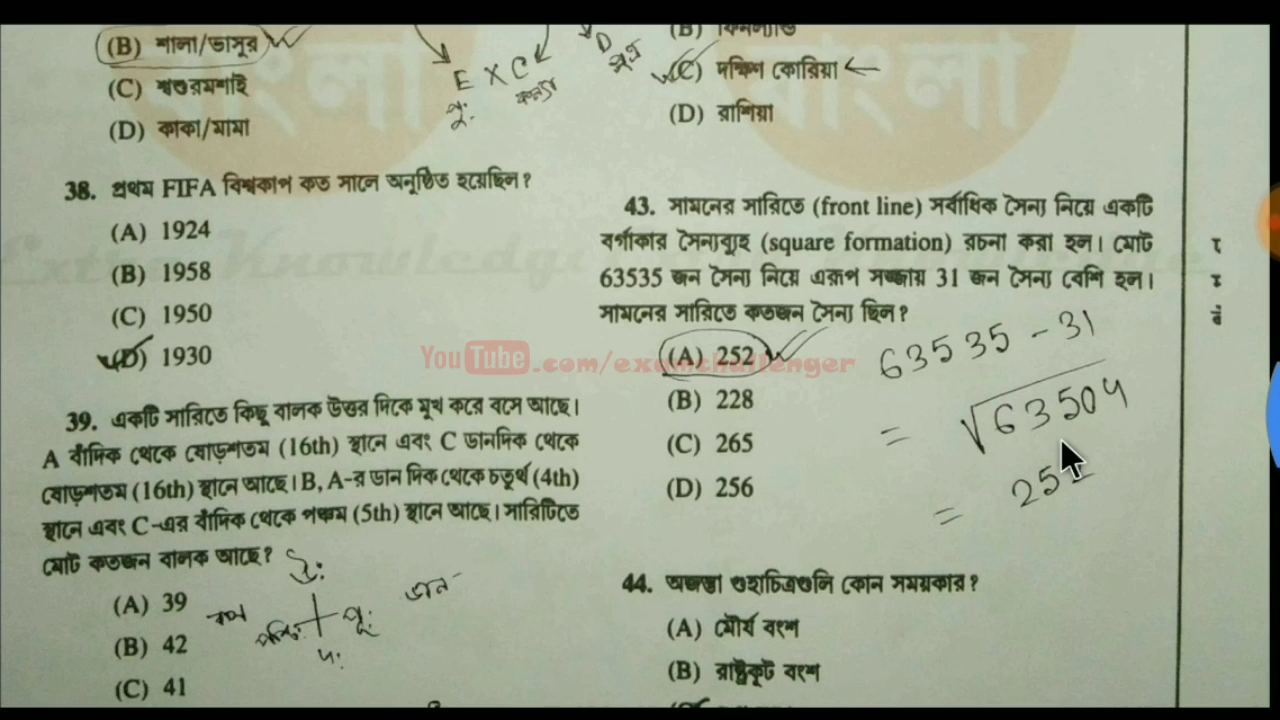 (B) শালা/ভাসুর
(C) শ্বশুরমশাই
(D) কাকা/মামা
E X C
পু:
কন্যা
D
পুত্র
38. প্রথম FIFA বিশ্বকাপ কত সালে অনুষ্ঠিত হয়েছিল?
(A) 1924
(B) 1958
(C) 1950
(D) 1930
39. একটি সারিতে কিছু বালক উত্তর দিকে মুখ করে বসে আছে।
A বাঁদিক থেকে ষোড়শতম (16th) স্থানে এবং C ডানদিক থেকে
ষোড়শতম (16th) স্থানে আছে। B, A-র ডান দিক থেকে চতুর্থ (4th)
স্থানে এবং C-এর বাঁদিক থেকে পঞ্চম (5th) স্থানে আছে। সারিটিতে
মোট কতজন বালক আছে?
(A) 39
(B) 42
(C) 41
পূ:
দ:
ডান
(B)
(C) দক্ষিণ কোরিয়া
(D) রাশিয়া
43. সামনের সারিতে (front line) সর্বাধিক সৈন্য নিয়ে একটি
বর্গাকার সৈন্যব্যূহ (square formation) রচনা করা হল। মোট
63535 জন সৈন্য নিয়ে এরূপ সজ্জায় 31 জন সৈন্য বেশি হল।
সামনের সারিতে কতজন সৈন্য ছিল?
(A) 252
(B) 228
(C) 265
(D) 256
63535 - 31
= √63504
= 252
44. অজন্তা গুহাচিত্রগুলি কোন সময়কার?
(A) মৌর্য বংশ
(B) রাষ্ট্রকূট বংশ
YouTube.com/examchallenger
বাংলা
বাংলা